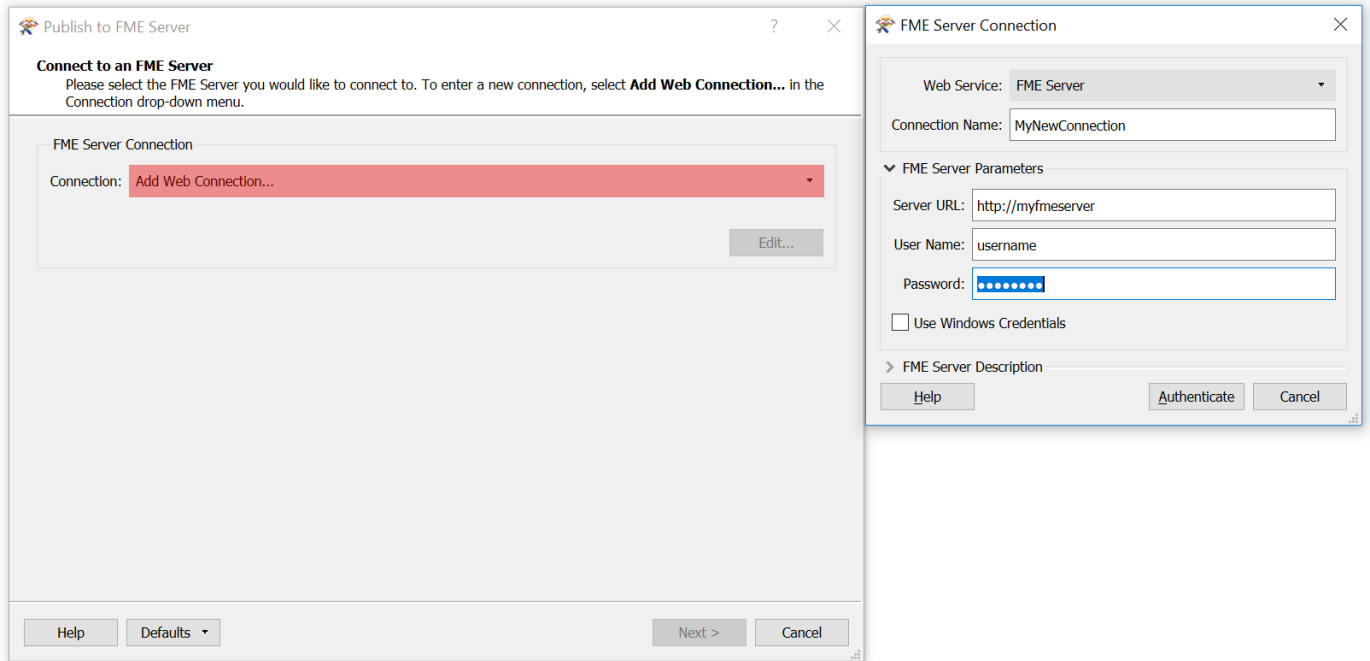 Publish to FME Server
Connect to an FME Server
Please select the FME Server you would like to connect to. To enter a new connection, select Add Web Connection... in the
Connection drop-down menu.
FME Server Connection
Connection: Add Web Connection...
Edit...
Help
Defaults
Next >
Cancel
FME Server Connection
Web Service: FME Server
Connection Name: MyNewConnection
FME Server Parameters
Server URL: http://myfmeserver
User Name: username
Password: ●●●●●●●●
Use Windows Credentials
FME Server Description
Help
Authenticate
Cancel